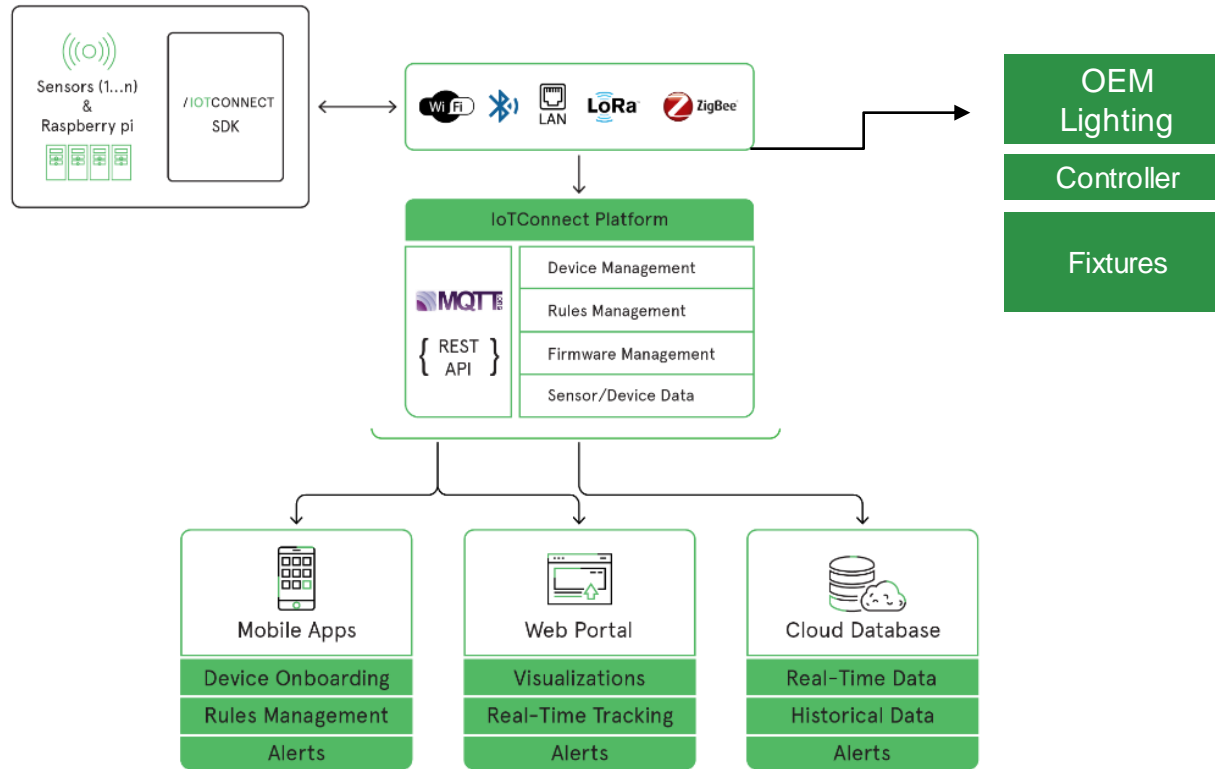 Sensors (1...n)
&
Raspberry pi
/IOTCONNECT
SDK
Wi Fi
LAN
LoRa
ZigBee
OEM
Lighting
Controller
Fixtures
IoTConnect Platform
MQTT.org
{ REST
API }
Device Management
Rules Management
Firmware Management
Sensor/Device Data
Mobile Apps
Device Onboarding
Rules Management
Alerts
Web Portal
Visualizations
Real-Time Tracking
Alerts
Cloud Database
Real-Time Data
Historical Data
Alerts